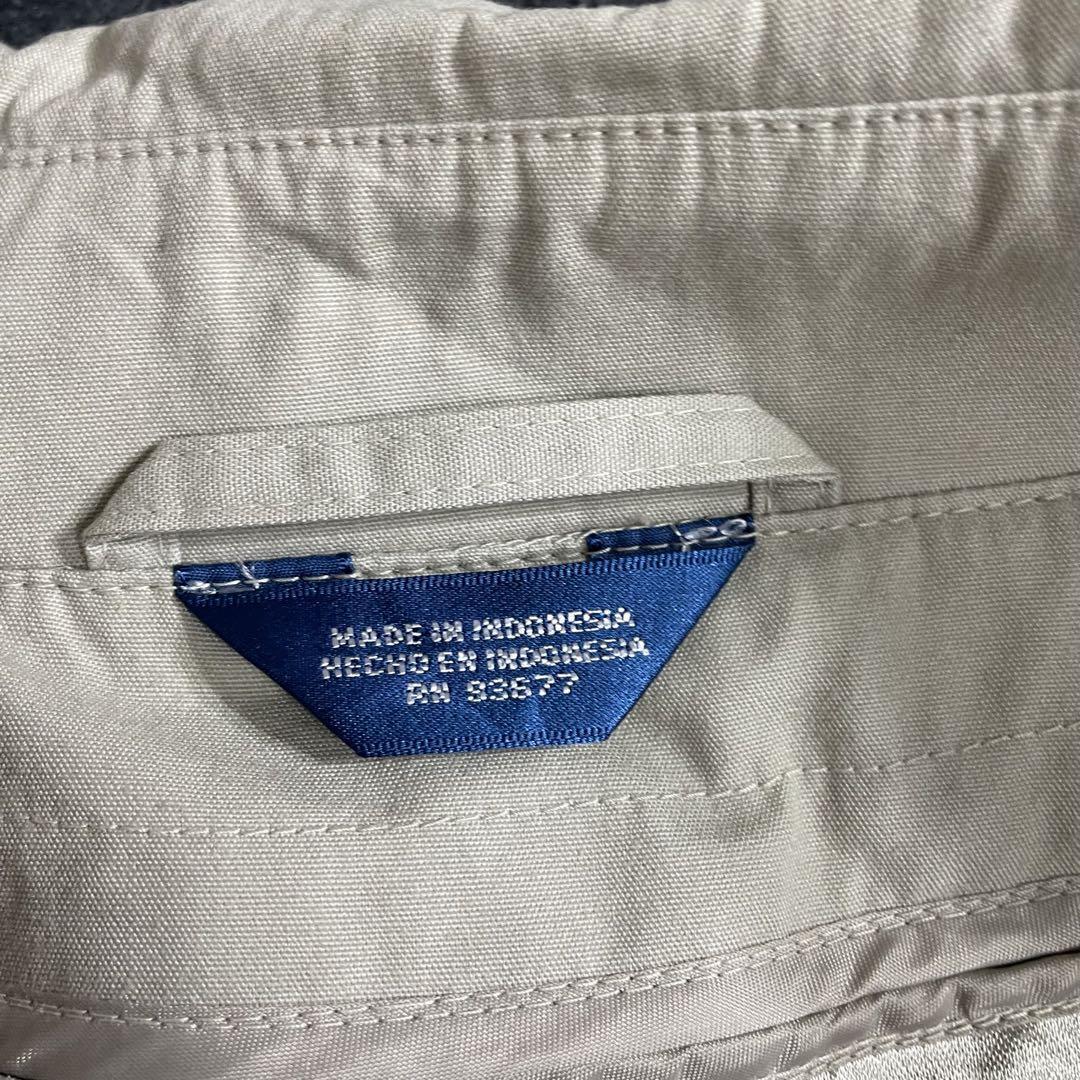 MADE IN INDONESIA
HECHO EN INDONESIA
RN 93677